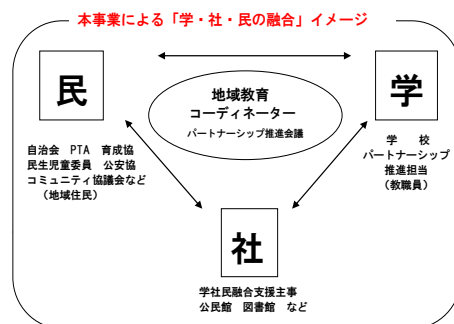 本事業による「学・社・民の融合」イメージ
民
学
地域教育
コーディネーター
パートナーシップ推進会議
自治会 PTA 育成協
民生児童委員 公安協
コミュニティ協議会など
（地域住民）
学 校
パートナーシップ
推進担当
（教職員）
社
学社民融合支援主事
公民館 図書館 など